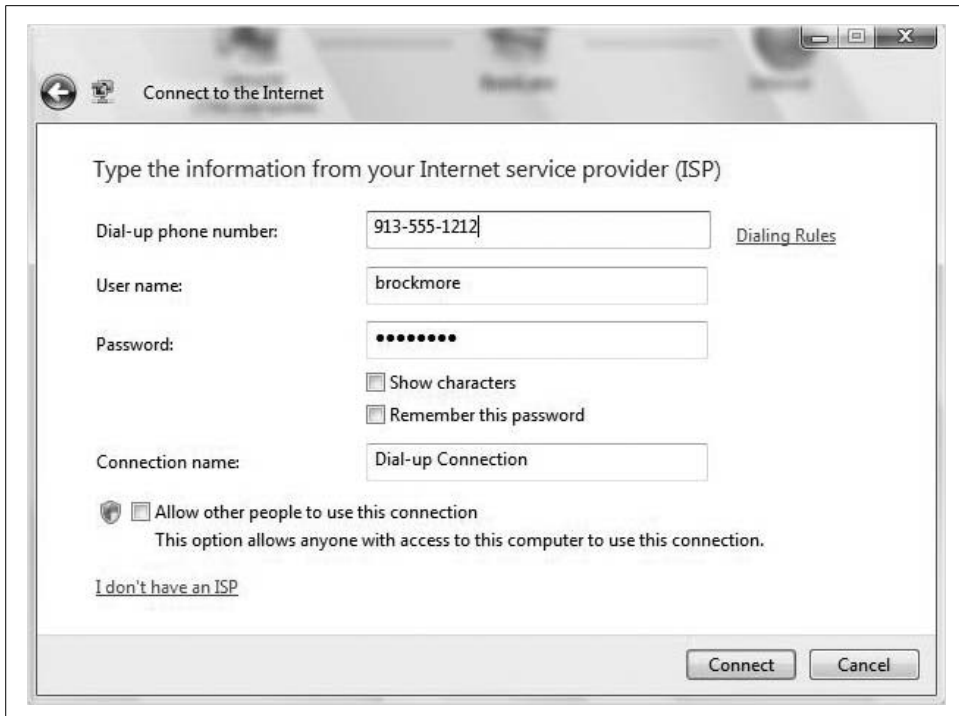 Connect to the Internet
Type the information from your Internet service provider (ISP)
Dial-up phone number:
913-555-1212
Dialing Rules
User name:
brockmore
Password:
••••••••
Show characters
Remember this password
Connection name:
Dial-up Connection
Allow other people to use this connection
This option allows anyone with access to this computer to use this connection.
I don't have an ISP
Connect
Cancel